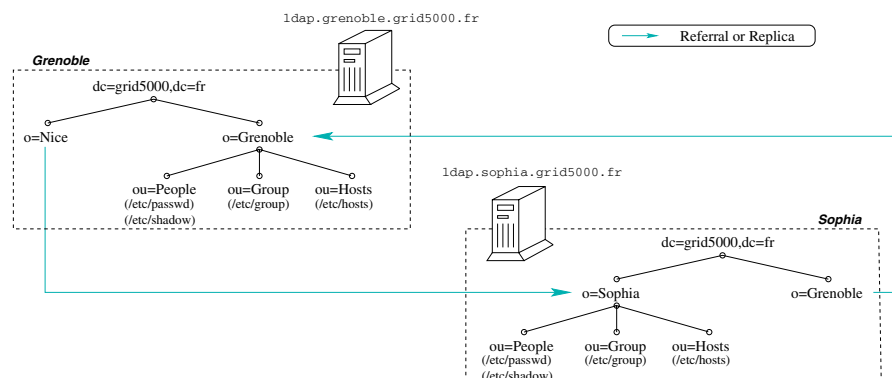 ldap.grenoble.grid5000.fr
Referral or Replica
Grenoble
dc=grid5000,dc=fr
o=Nice
o=Grenoble
ou=People
(/etc/passwd)
(/etc/shadow)
ou=Group
(/etc/group)
ou=Hosts
(/etc/hosts)
ldap.sophia.grid5000.fr
Sophia
dc=grid5000,dc=fr
o=Sophia
o=Grenoble
ou=People
(/etc/passwd)
(/etc/shadow)
ou=Group
(/etc/group)
ou=Hosts
(/etc/hosts)